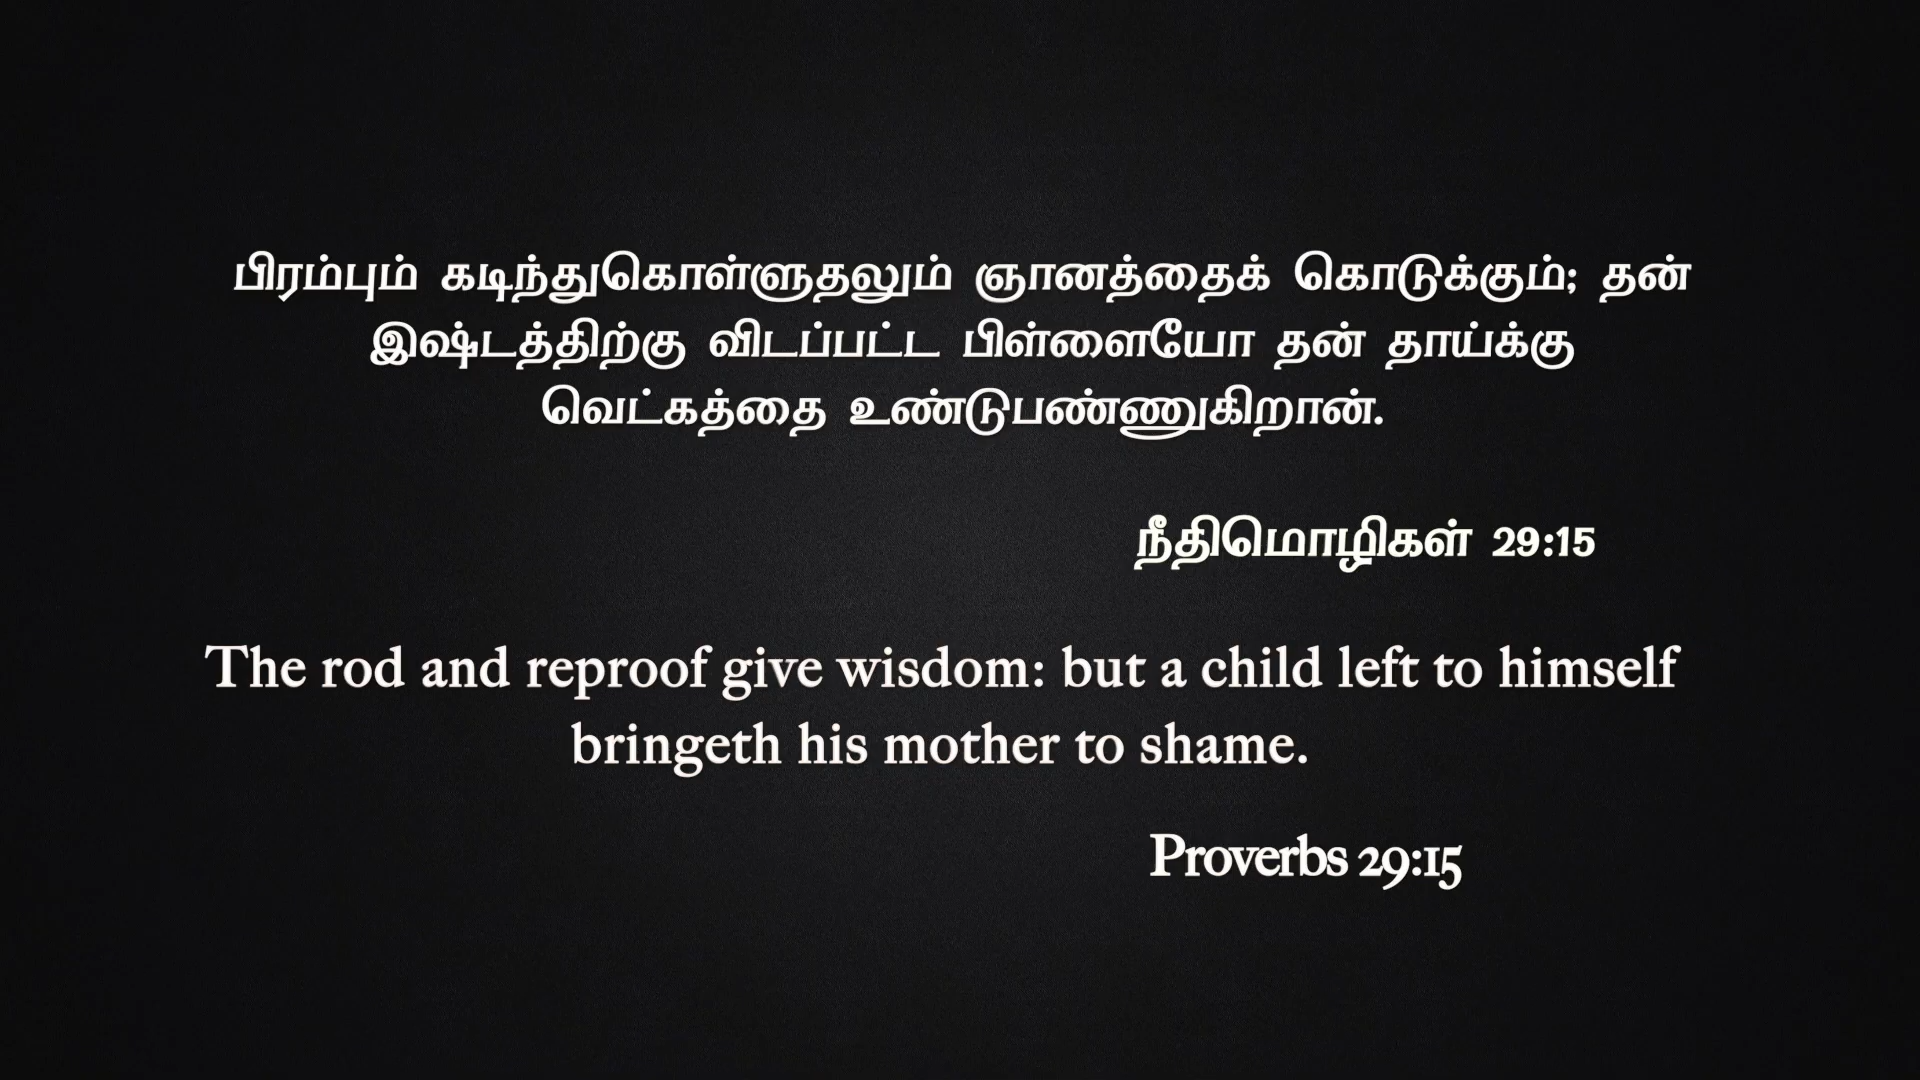 பிரம்பும் கடிந்துகொள்ளுதலும் ஞானத்தைக் கொடுக்கும்; தன்
இஷ்டத்திற்கு விடப்பட்ட பிள்ளையோ தன் தாய்க்கு
வெட்கத்தை உண்டுபண்ணுகிறான்.
நீதிமொழிகள் 29:15
The rod and reproof give wisdom: but a child left to himself
bringeth his mother to shame.
Proverbs 29:15